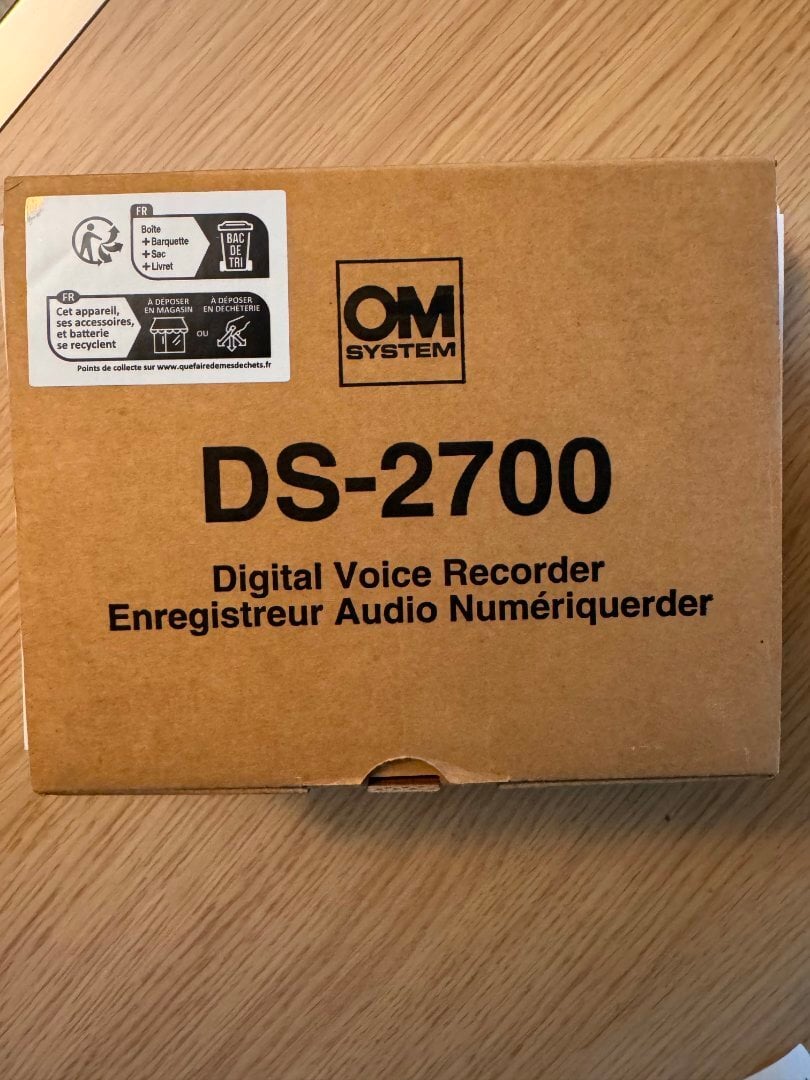 FR
Boîte
+ Barquette
+ Sac
+ Livret
BAC
DE
TRI
FR
Cet appareil,
ses accessoires,
et batterie
se recyclent
À DÉPOSER
EN MAGASIN
OU
À DÉPOSER
EN DÉCHÈTERIE
Points de collecte sur www.quefairedemesdechets.fr
OM
SYSTEM
DS-2700
Digital Voice Recorder
Enregistreur Audio Numériquerder